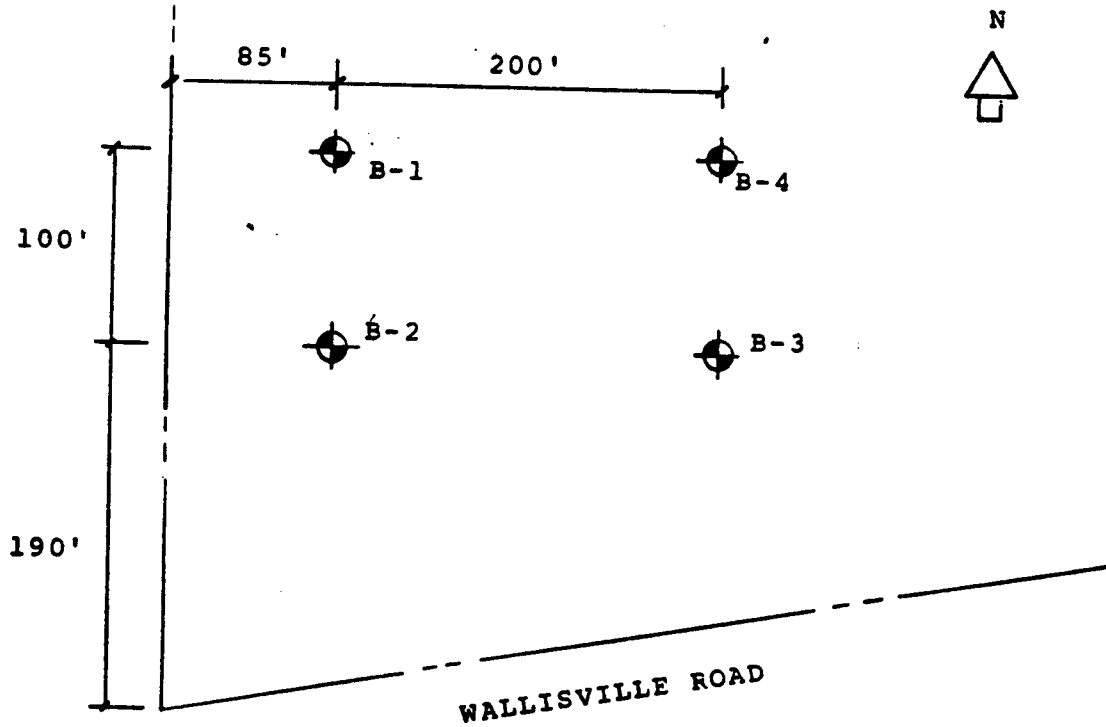 N
85'
200'
B-1
B-4
100'
B-2
B-3
190'
WALLISVILLE ROAD